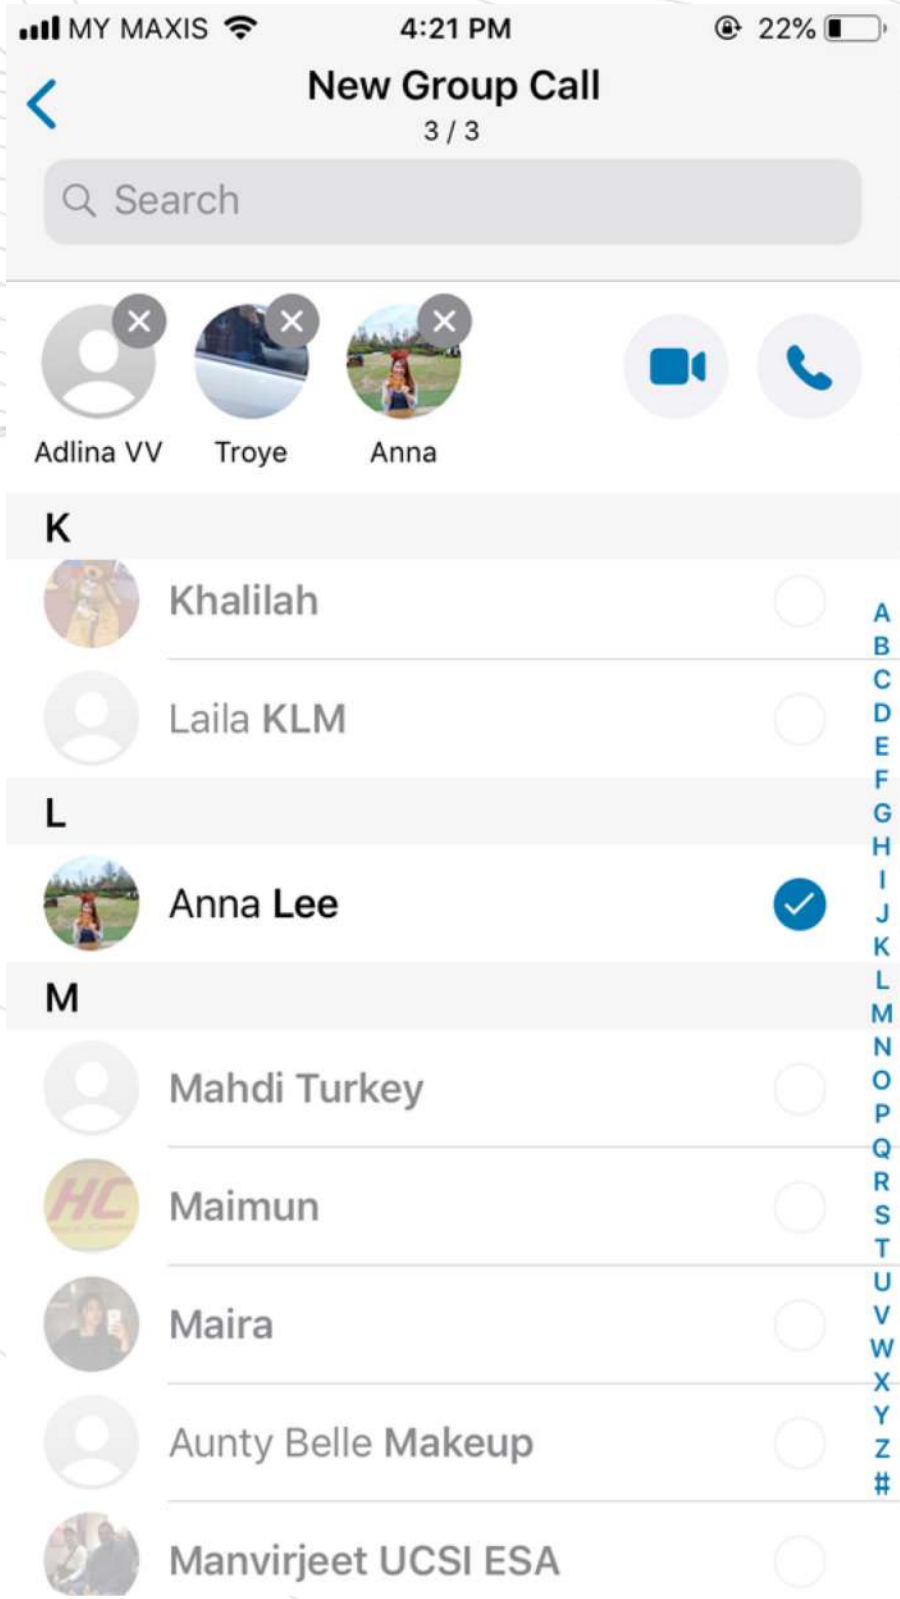 MY MAXIS 4:21 PM 22%
New Group Call
3 / 3
Search
Adlina VV Troye Anna
K
Khalilah
Laila KLM
L
Anna Lee
M
Mahdi Turkey
HC
Maimun
Maira
Aunty Belle Makeup
Manvirjeet UCSI ESA
A
B
C
D
E
F
G
H
I
J
K
L
M
N
O
P
Q
R
S
T
U
V
W
X
Y
Z
#